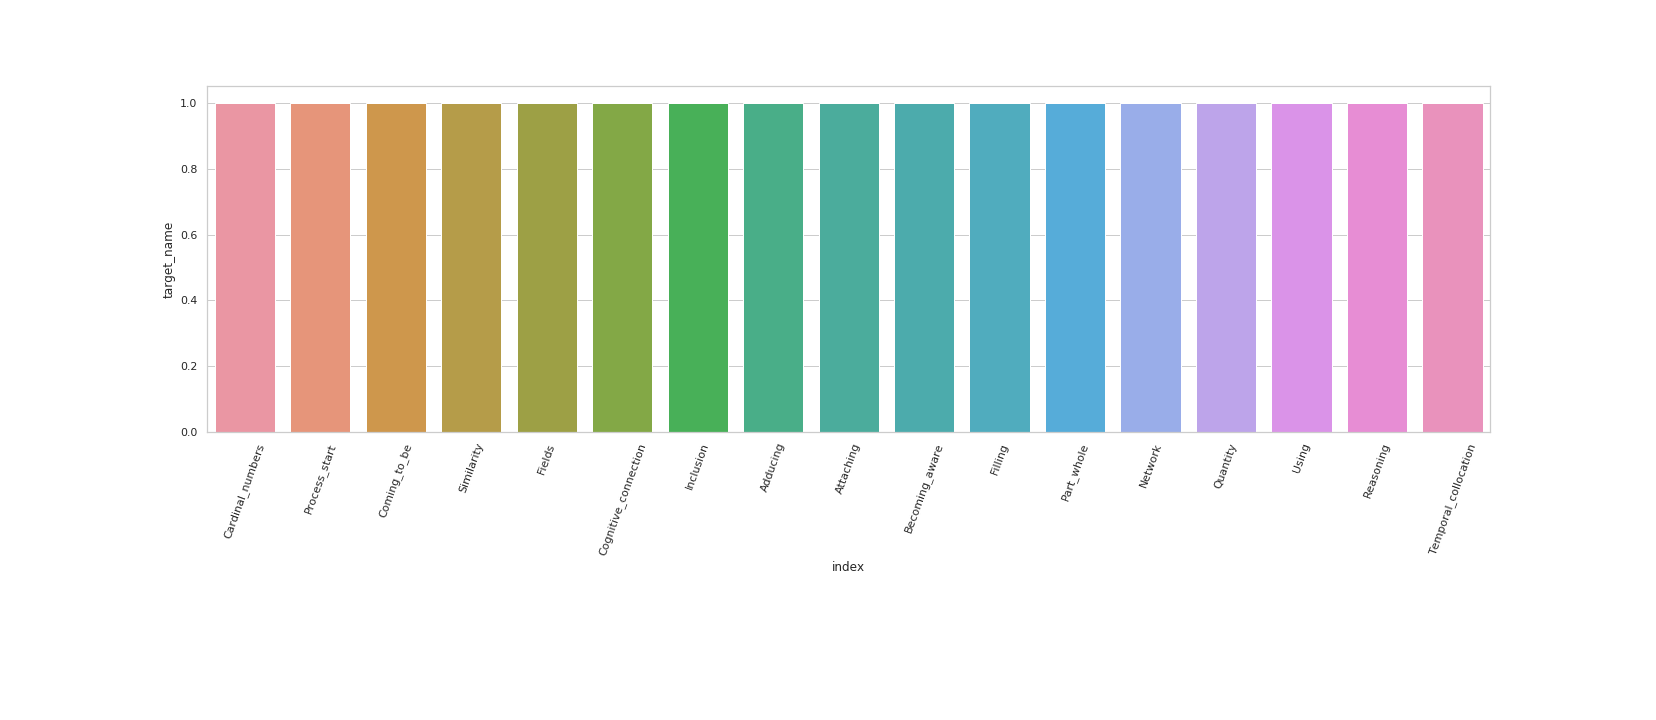 1.0
0.8
0.6
0.4
0.2
0.0
target_name
Cardinal_numbers
Process_start
Coming_to_be
Similarity
Fields
Cognitive_connection
Inclusion
Adducing
Attaching
Becoming_aware
Filling
Part_whole
Network
Quantity
Using
Reasoning
Temporal_collocation
index